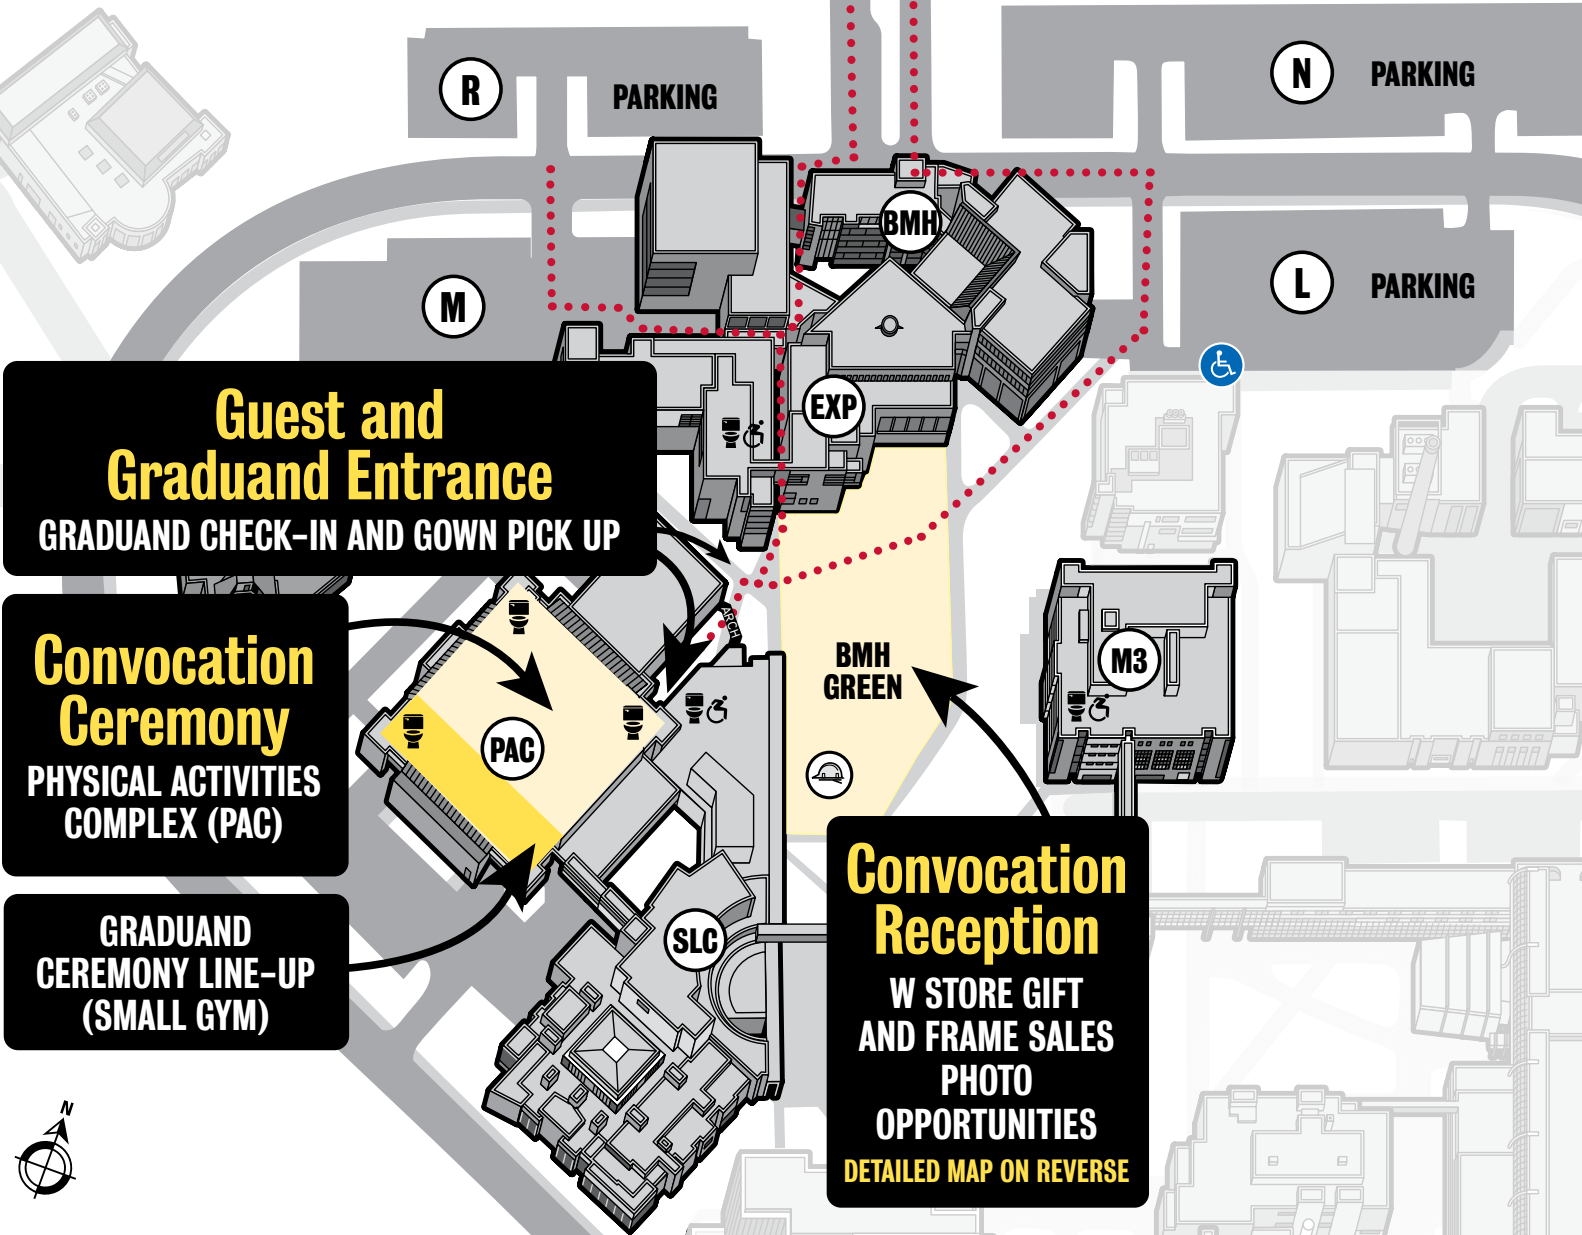 R
PARKING
N
PARKING
BMH
M
L
PARKING
EXP
Guest and
Graduand Entrance
GRADUAND CHECK-IN AND GOWN PICK UP
ARCH
Convocation
Ceremony
PHYSICAL ACTIVITIES
COMPLEX (PAC)
PAC
BMH
GREEN
M3
GRADUAND
CEREMONY LINE-UP
(SMALL GYM)
SLC
Convocation
Reception
W STORE GIFT
AND FRAME SALES
PHOTO
OPPORTUNITIES
DETAILED MAP ON REVERSE
N